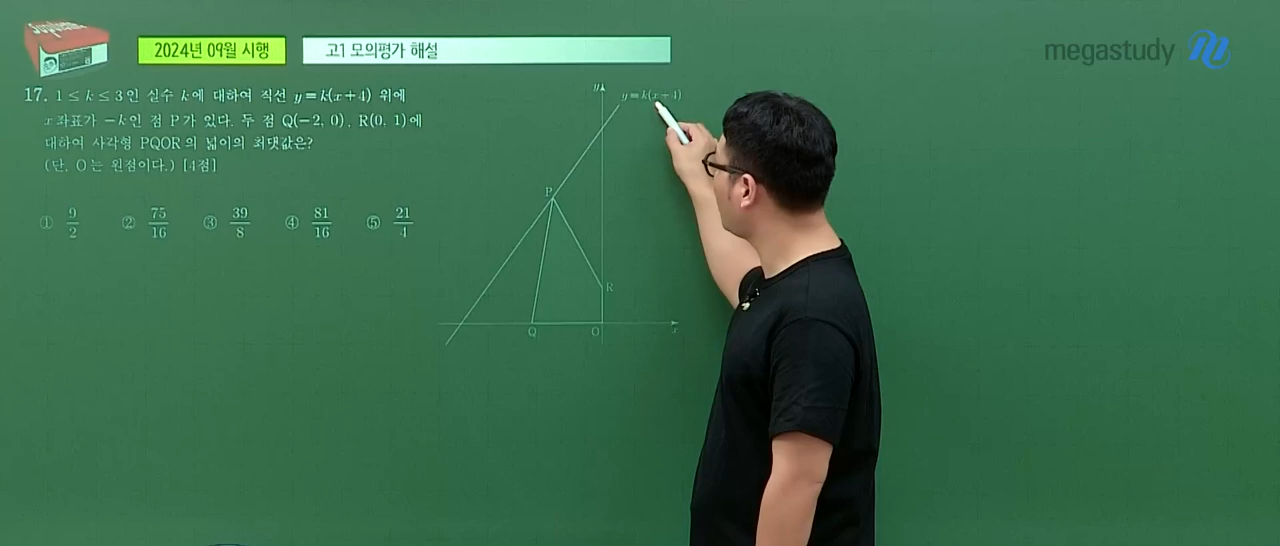 2024년 09월 시행
고1 모의평가 해설
megastudy
17. 1 ≤ k ≤ 3인 실수 k에 대하여 직선 y=k(x+4) 위에
x좌표가 −k인 점 P가 있다. 두 점 Q(−2, 0), R(0, 1)에
대하여 사각형 PQOR의 넓이의 최댓값은?
(단, O는 원점이다.) [4점]
① 9/2 ② 75/16 ③ 39/8 ④ 81/16 ⑤ 21/4
y
y=k(x+4)
P
R
Q O x